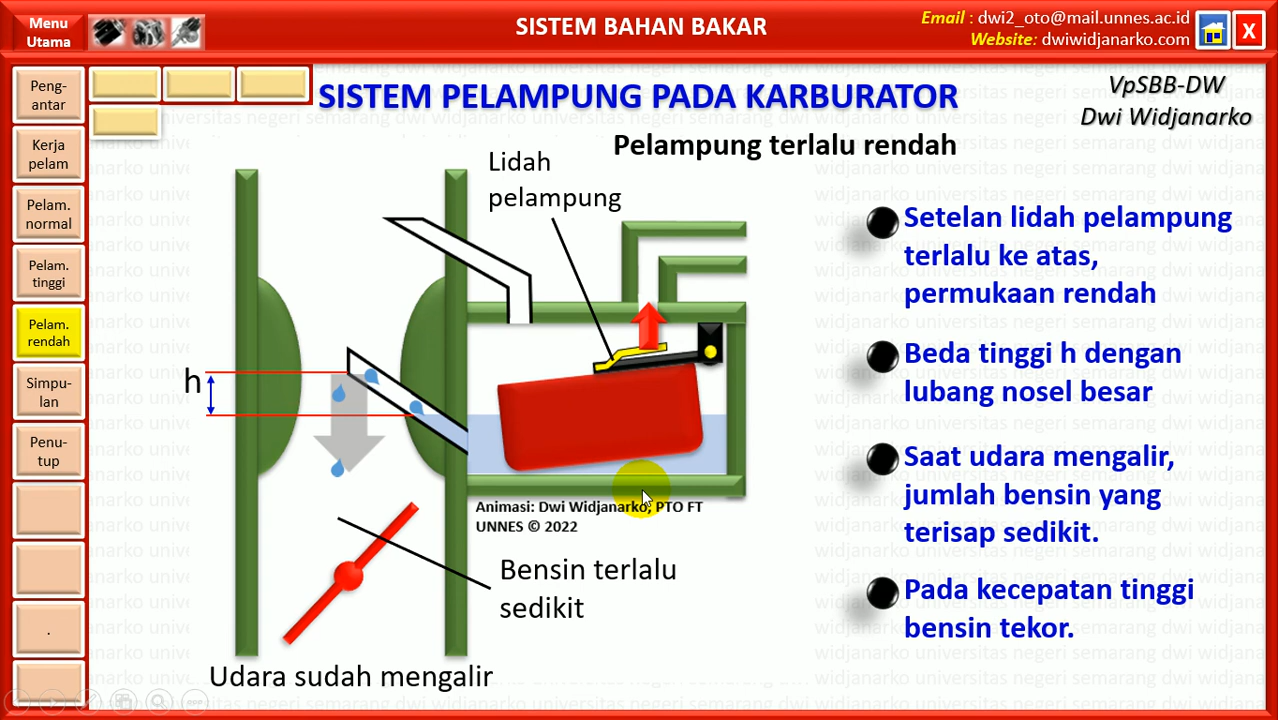 Menu
Utama
SISTEM BAHAN BAKAR
Email : dwi2_oto@mail.unnes.ac.id
Website: dwiwidjanarko.com
X
SISTEM PELAMPUNG PADA KARBURATOR
VpSBB-DW
Dwi Widjanarko
Pelampung terlalu rendah
Peng-
antar
Kerja
pelam
Pelam.
normal
Pelam.
tinggi
Pelam.
rendah
Simpu-
lan
Penu-
tup
.
Lidah
pelampung
h
Animasi: Dwi Widjanarko, PTO FT
UNNES © 2022
Bensin terlalu
sedikit
Udara sudah mengalir
Setelan lidah pelampung
terlalu ke atas,
permukaan rendah
Beda tinggi h dengan
lubang nosel besar
Saat udara mengalir,
jumlah bensin yang
terisap sedikit.
Pada kecepatan tinggi
bensin tekor.